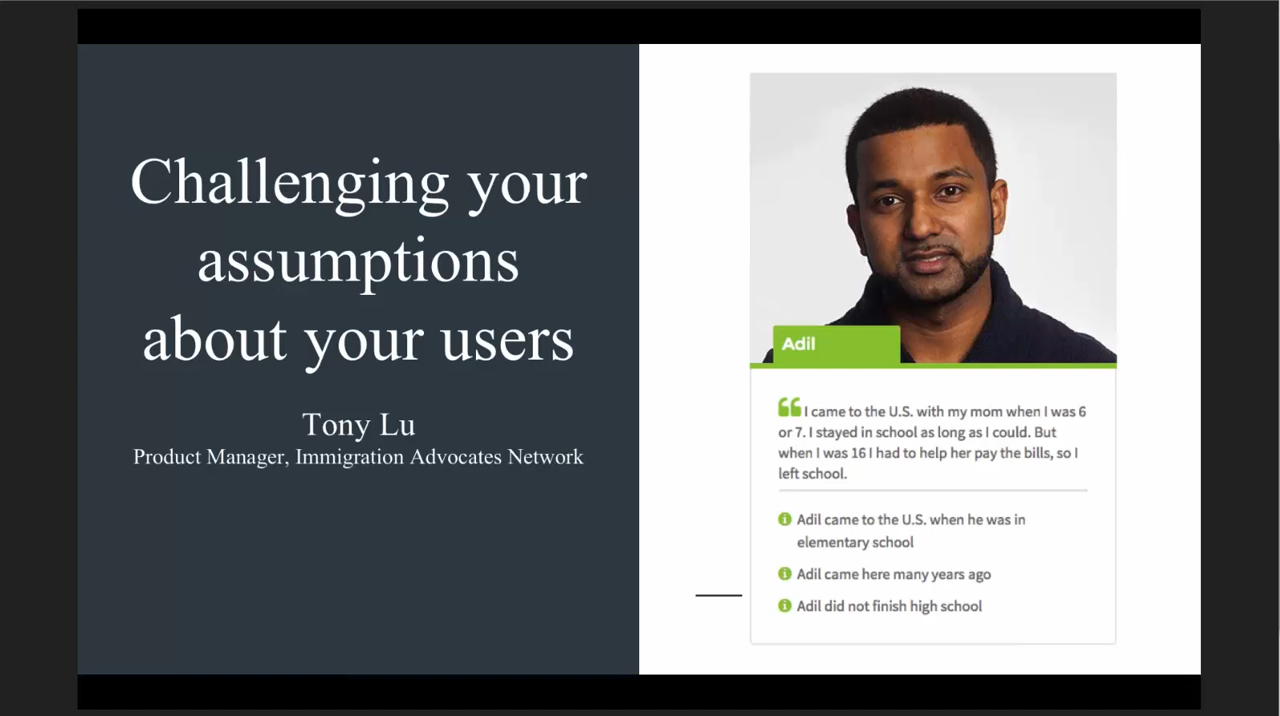 Challenging your
assumptions
about your users
Tony Lu
Product Manager, Immigration Advocates Network
Adil
“I came to the U.S. with my mom when I was 6
or 7. I stayed in school as long as I could. But
when I was 16 I had to help her pay the bills, so I
left school.
Adil came to the U.S. when he was in
elementary school
Adil came here many years ago
Adil did not finish high school